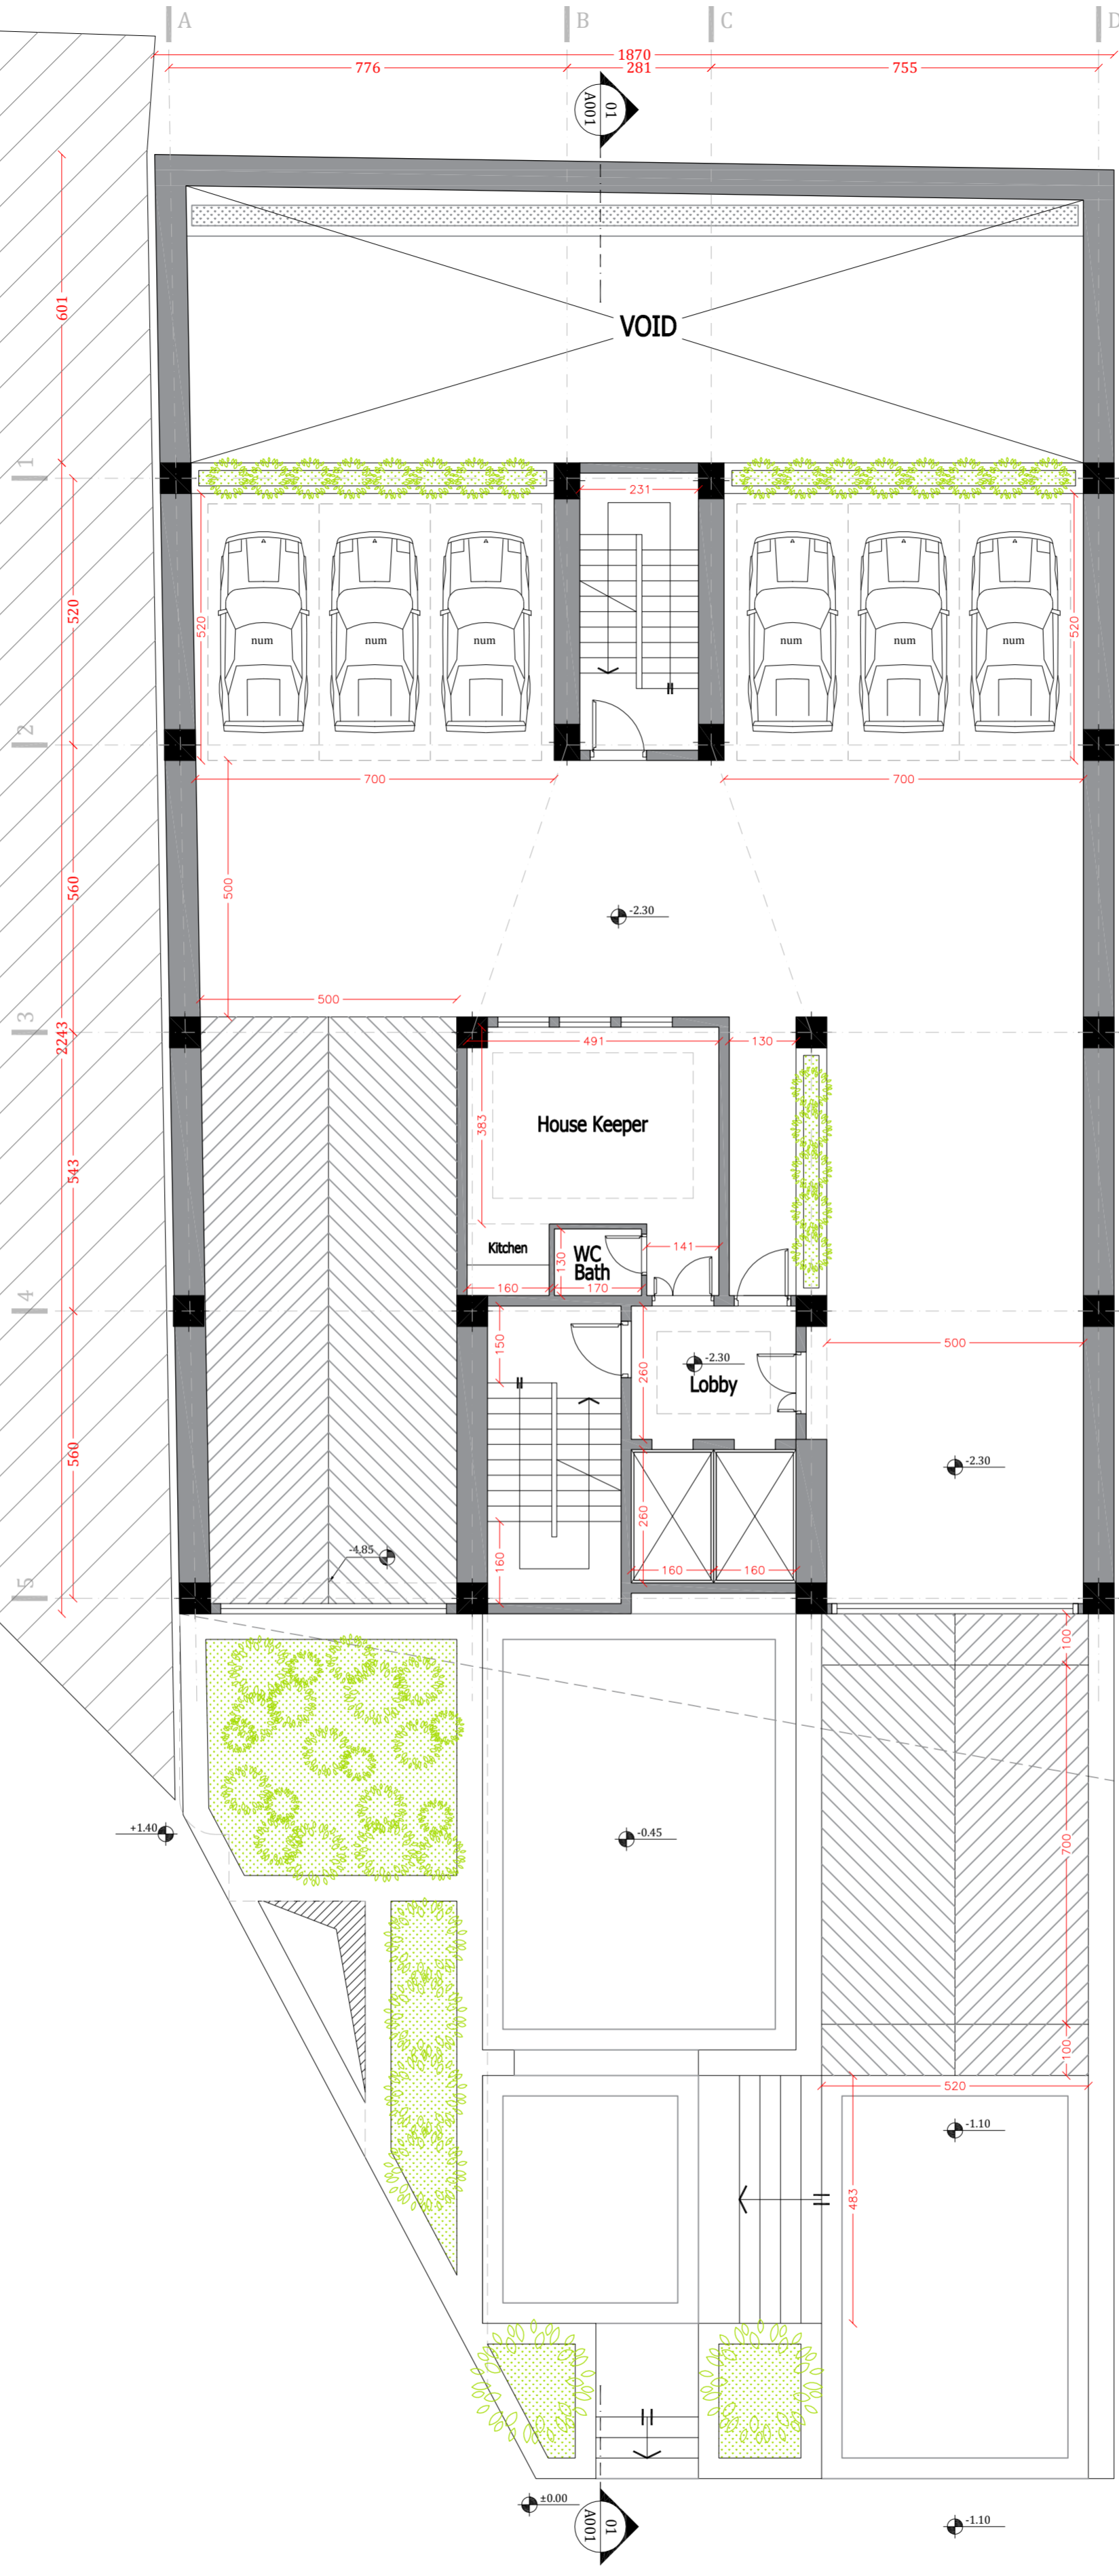 A
B
C
D
1870
776
281
755
01
A001
601
VOID
1
231
520
520
520
num
num
num
num
num
num
2
700
700
560
500
-2.30
500
3
2243
491
130
383
House Keeper
543
Kitchen
WC
Bath
130
141
160
170
4
150
260
-2.30
Lobby
500
560
-2.30
260
-4.85
160
160
160
5
100
+1.40
-0.45
700
100
520
-1.10
483
±0.00
01
A001
-1.10